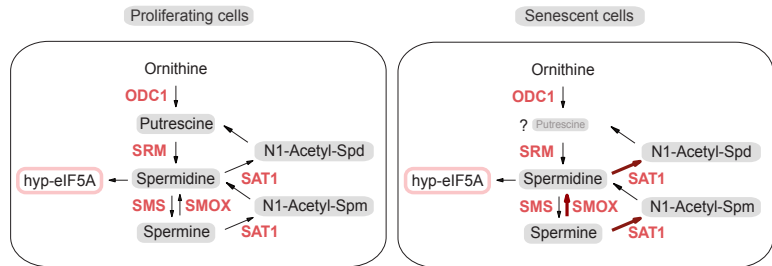 Proliferating cells
Ornithine
ODC1
Putrescine
SRM
N1-Acetyl-Spd
hyp-eIF5A
Spermidine
SAT1
SMS
SMOX
N1-Acetyl-Spm
Spermine
SAT1
Senescent cells
Ornithine
ODC1
? Putrescine
SRM
N1-Acetyl-Spd
hyp-eIF5A
Spermidine
SAT1
SMS
SMOX
N1-Acetyl-Spm
Spermine
SAT1